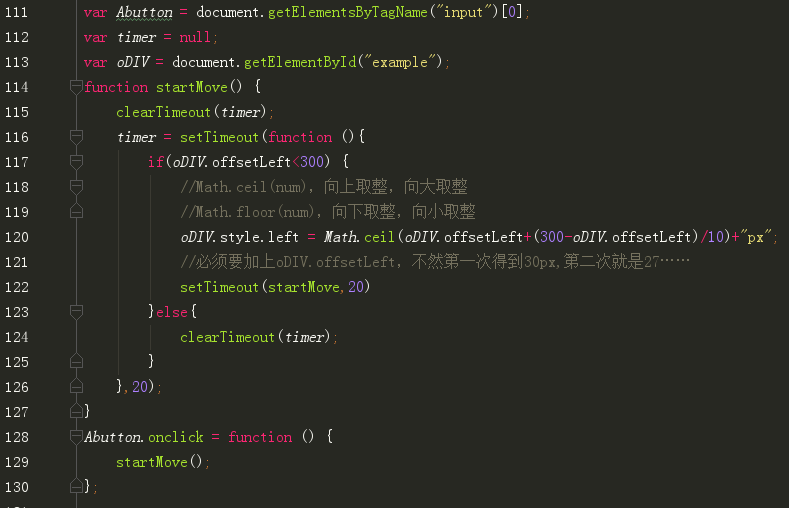 111 var Abutton = document.getElementsByTagName("input")[0];
112 var timer = null;
113 var oDIV = document.getElementById("example");
114 function startMove() {
115 clearTimeout(timer);
116 timer = setTimeout(function (){
117 if(oDIV.offsetLeft<300) {
118 //Math.ceil(num)，向上取整，向大取整
119 //Math.floor(num)，向下取整，向小取整
120 oDIV.style.left = Math.ceil(oDIV.offsetLeft+(300-oDIV.offsetLeft)/10)+"px";
121 //必须要加上oDIV.offsetLeft，不然第一次得到30px,第二次就是27……
122 setTimeout(startMove,20)
123 }else{
124 clearTimeout(timer);
125 }
126 },20);
127 }
128 Abutton.onclick = function () {
129 startMove();
130 };